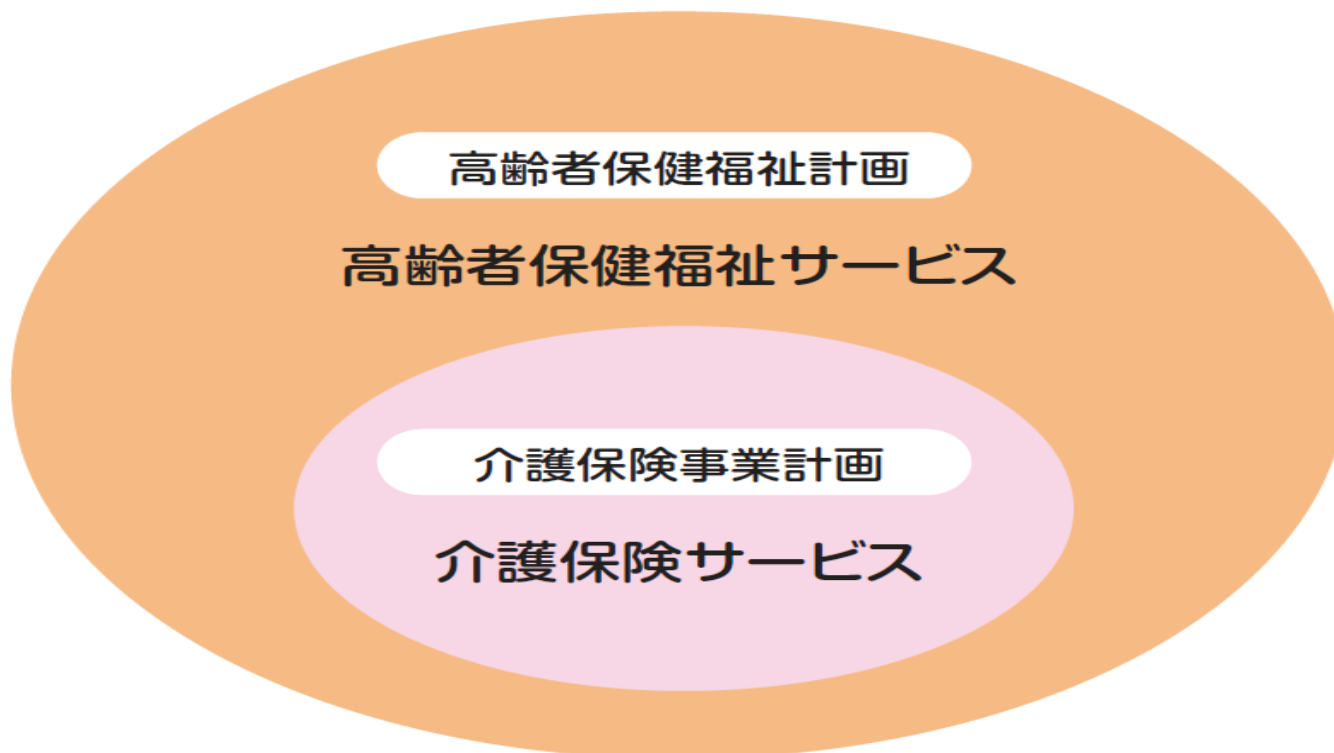 高齢者保健福祉計画
高齢者保健福祉サービス
介護保険事業計画
介護保険サービス